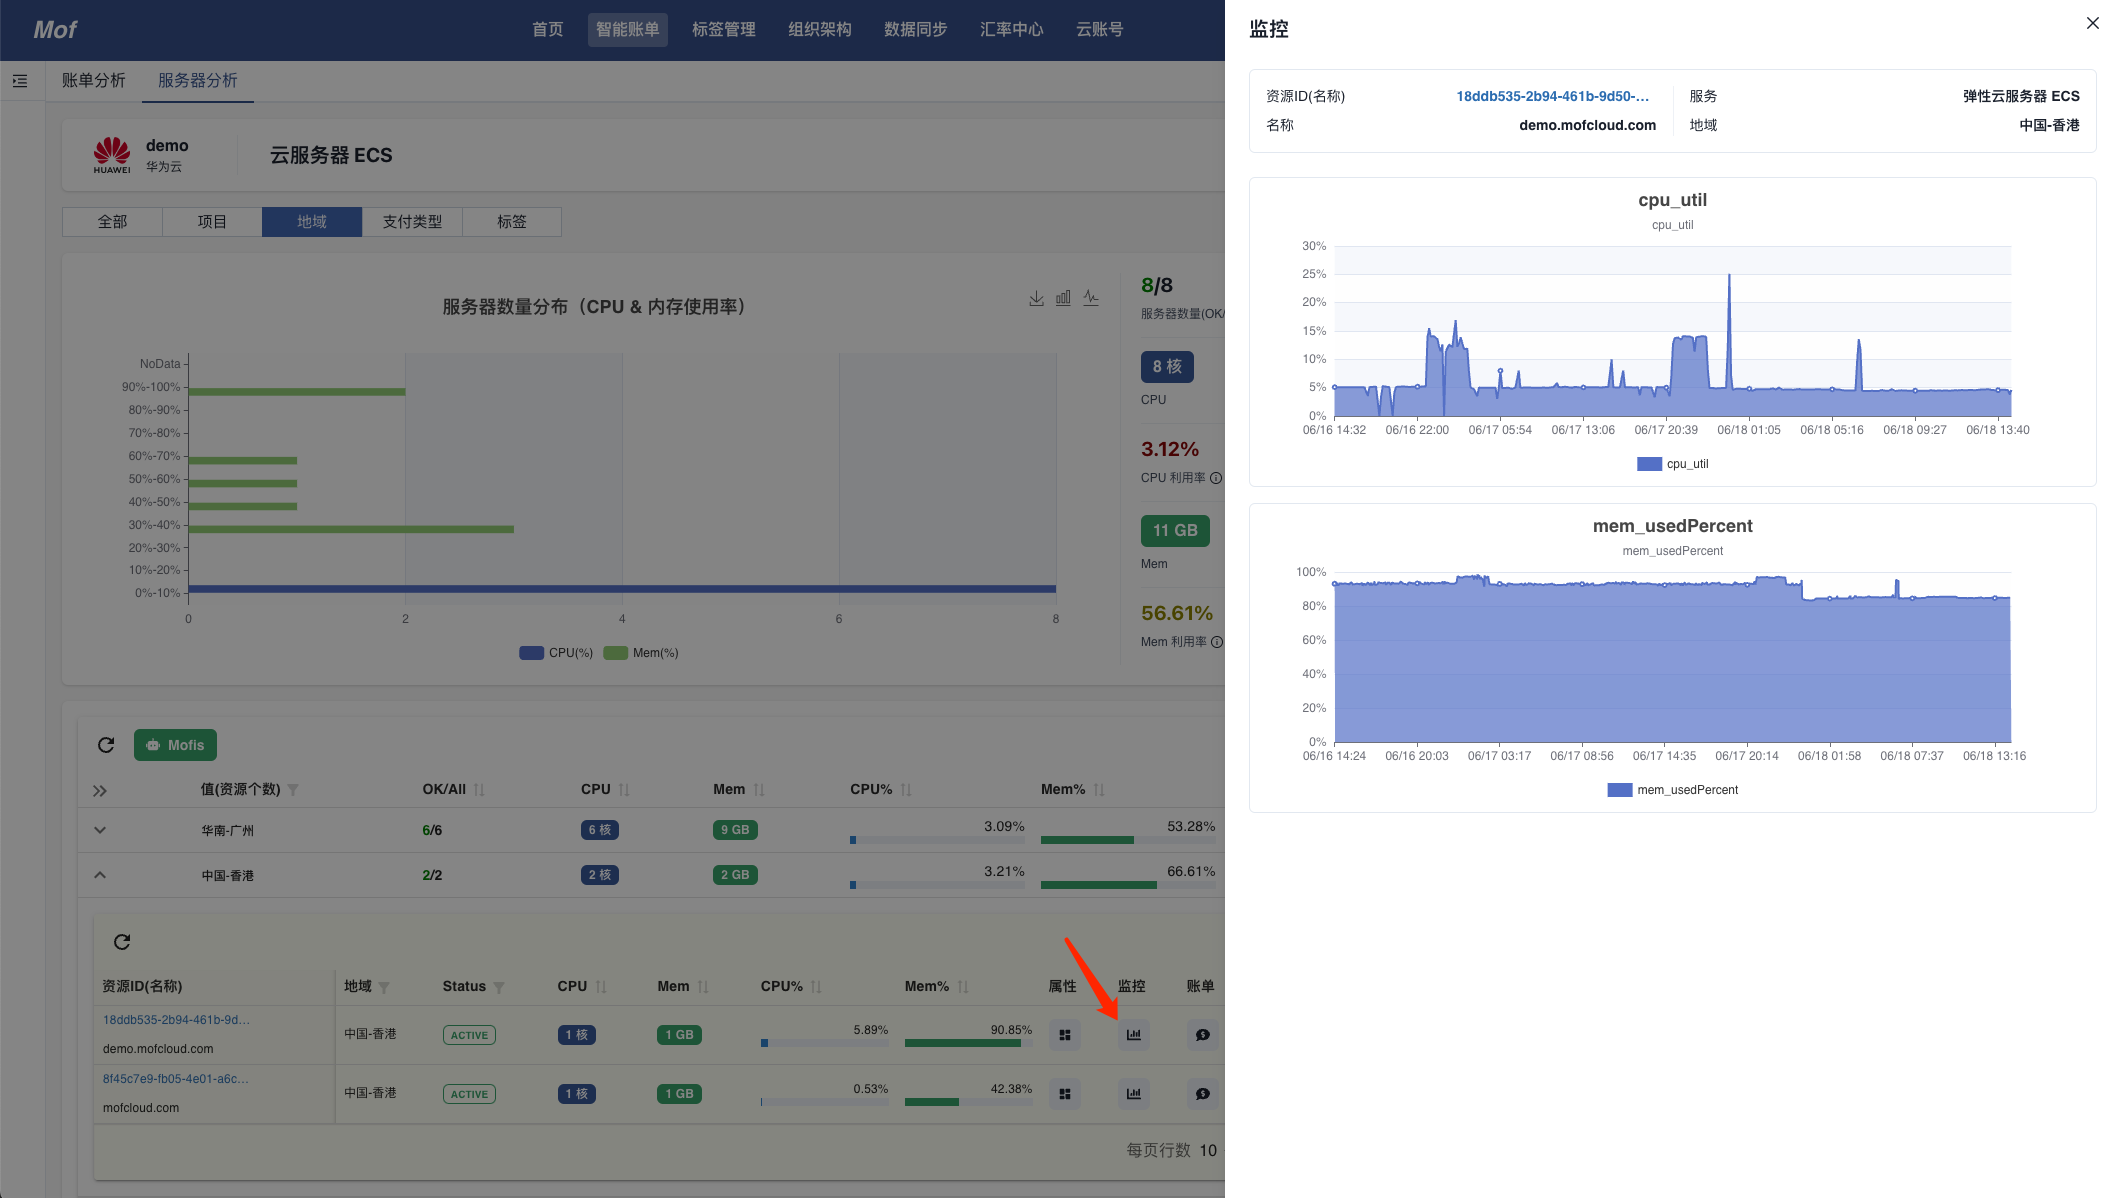 Mof
首页 智能账单 标签管理 组织架构 数据同步 汇率中心 云账号
账单分析 服务器分析
HUAWEI
demo
华为云
云服务器 ECS
全部 项目 地域 支付类型 标签
服务器数量分布（CPU & 内存使用率）
NoData
90%-100%
80%-90%
70%-80%
60%-70%
50%-60%
40%-50%
30%-40%
20%-30%
10%-20%
0%-10%
0 2 4 6 8
CPU(%) Mem(%)
8/8
服务器数量(OK/
8 核
CPU
3.12%
CPU 利用率
11 GB
Mem
56.61%
Mem 利用率
Mofis
值(资源个数) OK/All CPU Mem CPU% Mem%
华南-广州 6/6 6 核 9 GB 3.09% 53.28%
中国-香港 2/2 2 核 2 GB 3.21% 66.61%
资源ID(名称) 地域 Status CPU Mem CPU% Mem% 属性 监控 账单
18ddb535-2b94-461b-9d...
demo.mofcloud.com
中国-香港 ACTIVE 1 核 1 GB 5.89% 90.85%
8f45c7e9-fb05-4e01-a6c...
mofcloud.com
中国-香港 ACTIVE 1 核 1 GB 0.53% 42.38%
每页行数 10
监控
资源ID(名称) 18ddb535-2b94-461b-9d50-... 服务 弹性云服务器 ECS
名称 demo.mofcloud.com 地域 中国-香港
cpu_util
cpu_util
30%
25%
20%
15%
10%
5%
0%
06/16 14:32 06/16 22:00 06/17 05:54 06/17 13:06 06/17 20:39 06/18 01:05 06/18 05:16 06/18 09:27 06/18 13:40
cpu_util
mem_usedPercent
mem_usedPercent
100%
80%
60%
40%
20%
0%
06/16 14:24 06/16 20:03 06/17 03:17 06/17 08:56 06/17 14:35 06/17 20:14 06/18 01:58 06/18 07:37 06/18 13:16
mem_usedPercent